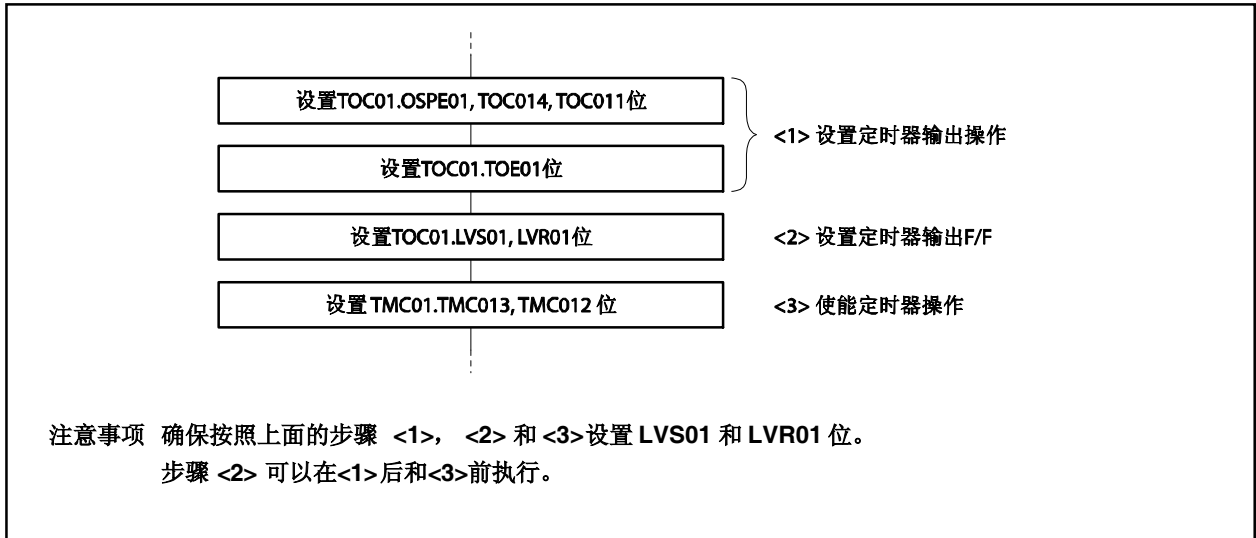 设置TOC01.OSPE01, TOC014, TOC011位
<1> 设置定时器输出操作
设置TOC01.TOE01位
设置TOC01.LVS01, LVR01位
<2> 设置定时器输出F/F
设置 TMC01.TMC013, TMC012 位
<3> 使能定时器操作
注意事项 确保按照上面的步骤 <1>， <2> 和 <3>设置 LVS01 和 LVR01 位。
步骤 <2> 可以在<1>后和<3>前执行。